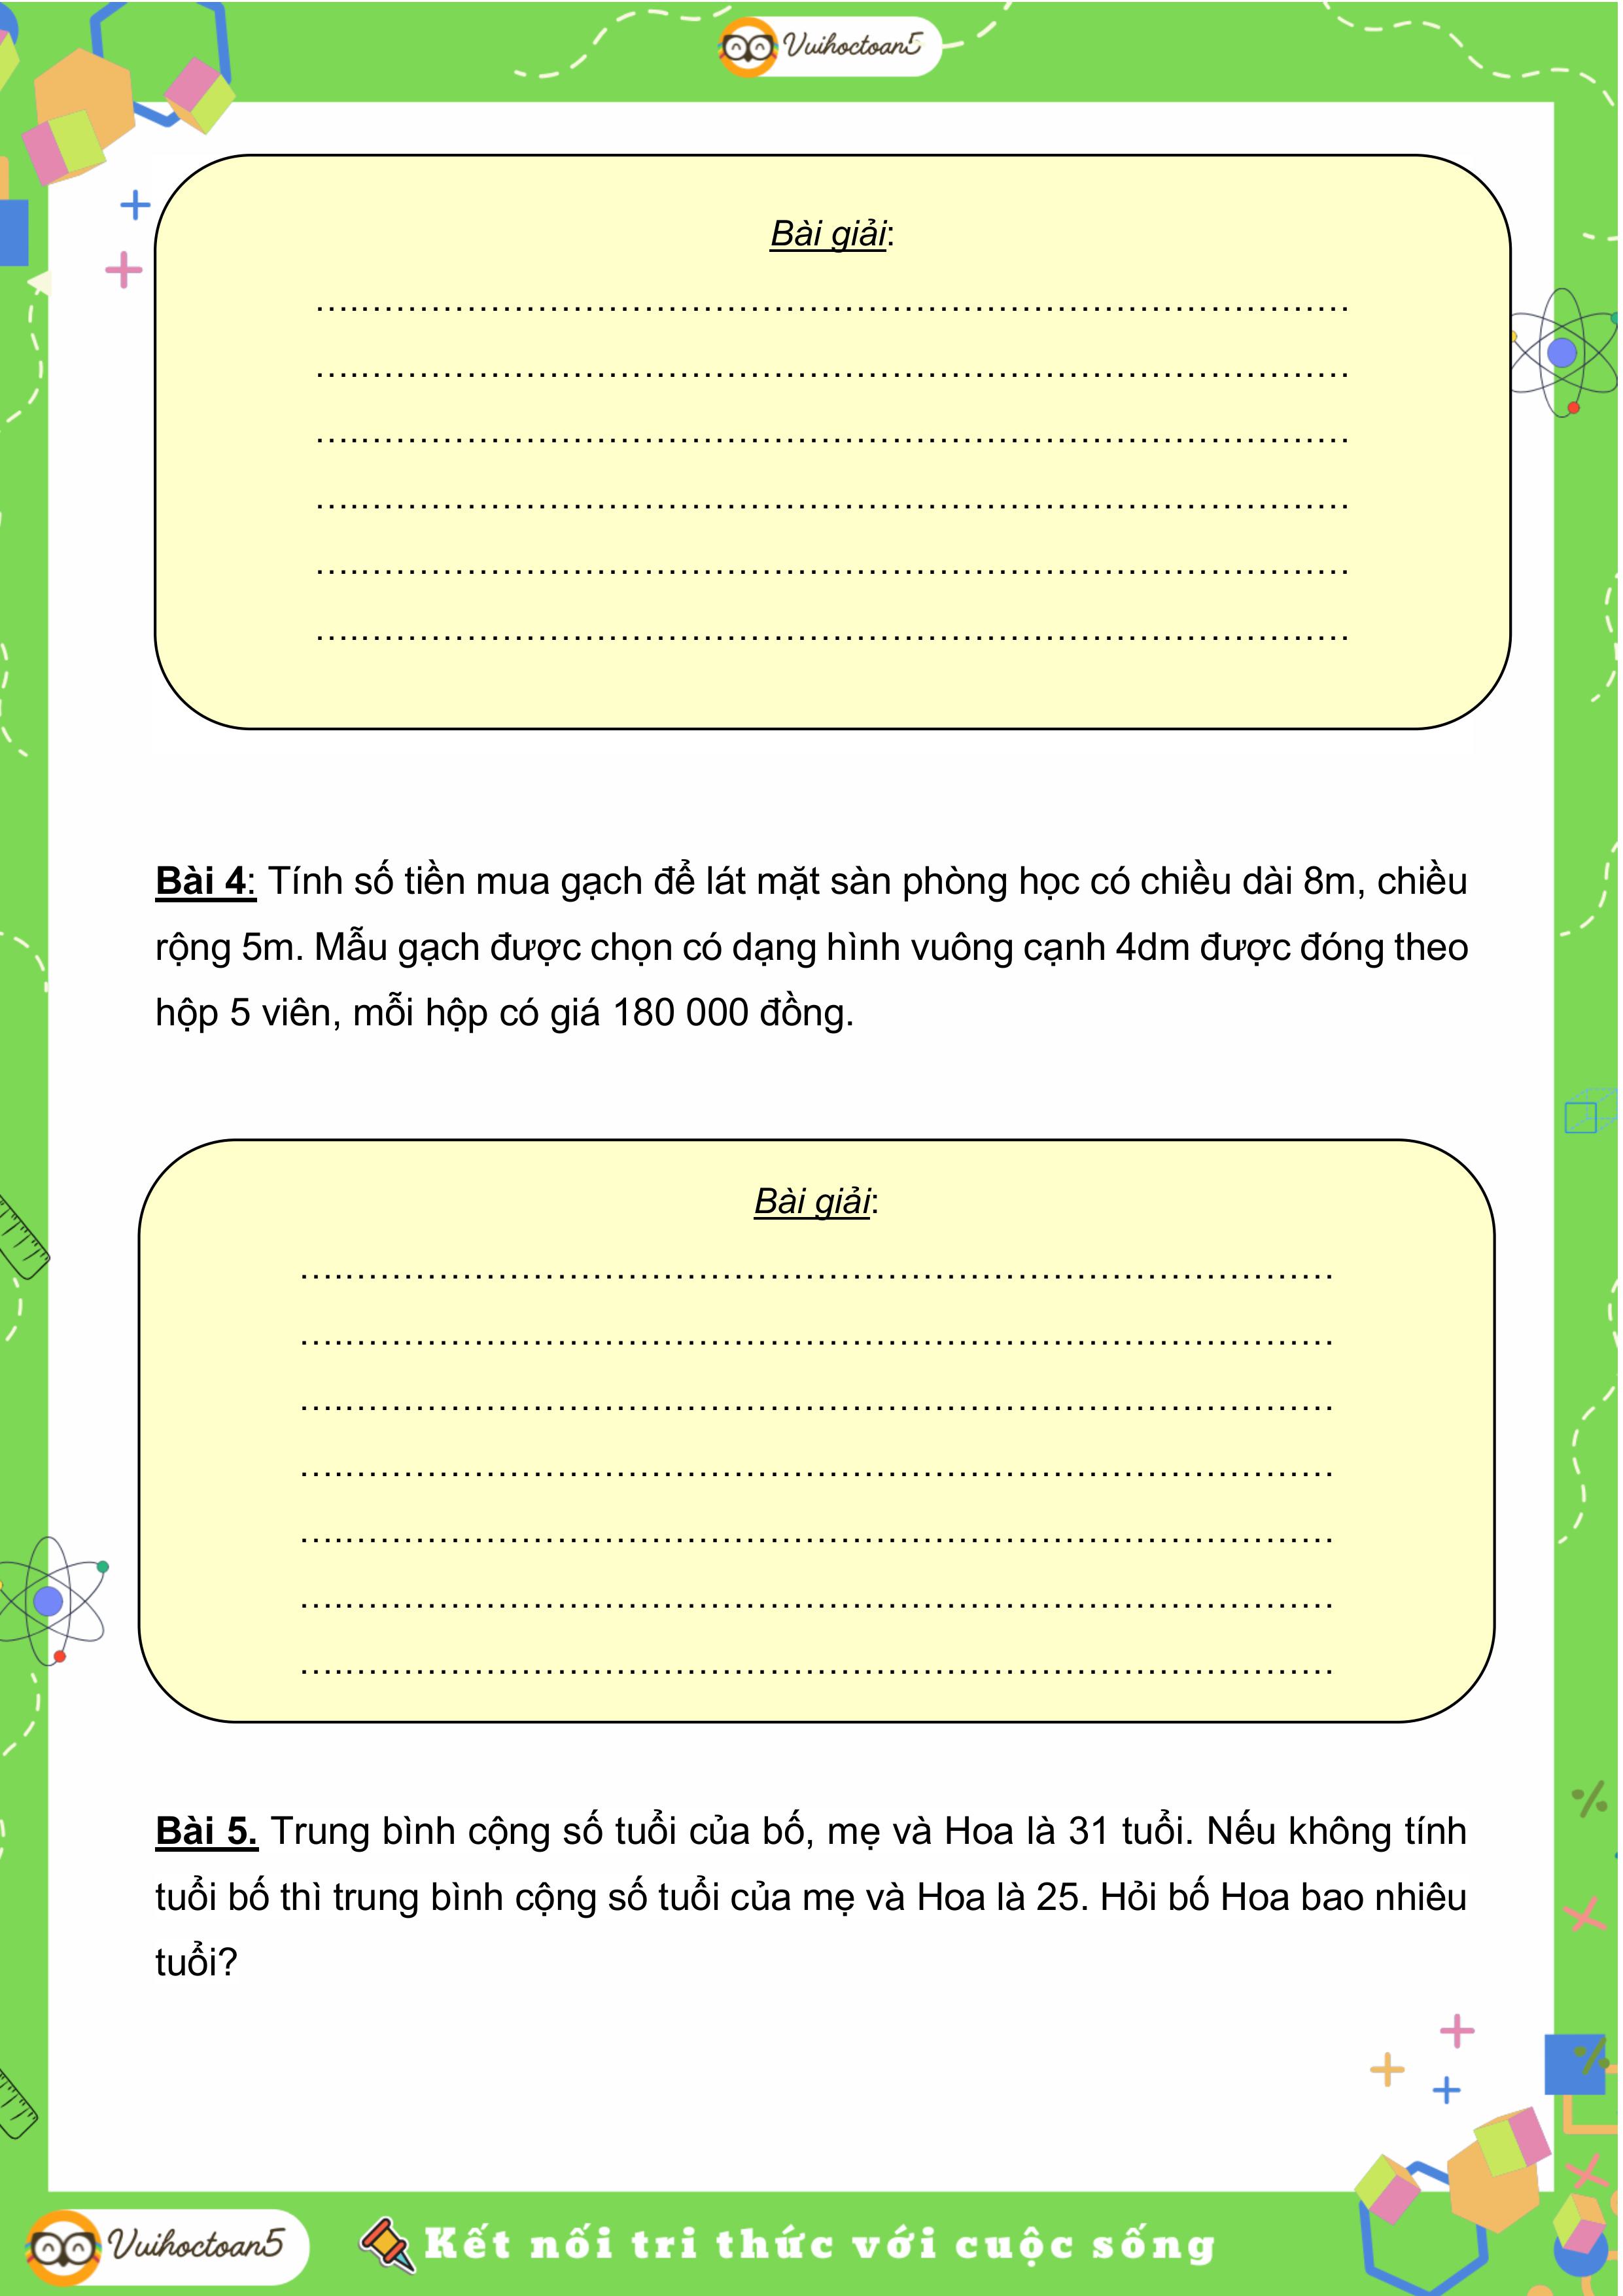 Vuihoctoan5
Bài giải:
........................................................................................
........................................................................................
........................................................................................
........................................................................................
........................................................................................
........................................................................................
Bài 4: Tính số tiền mua gạch để lát mặt sàn phòng học có chiều dài 8m, chiều
rộng 5m. Mẫu gạch được chọn có dạng hình vuông cạnh 4dm được đóng theo
hộp 5 viên, mỗi hộp có giá 180 000 đồng.
Bài giải:
........................................................................................
........................................................................................
........................................................................................
........................................................................................
........................................................................................
........................................................................................
........................................................................................
Bài 5. Trung bình cộng số tuổi của bố, mẹ và Hoa là 31 tuổi. Nếu không tính
tuổi bố thì trung bình cộng số tuổi của mẹ và Hoa là 25. Hỏi bố Hoa bao nhiêu
tuổi?
Vuihoctoan5
Kết nối tri thức với cuộc sống